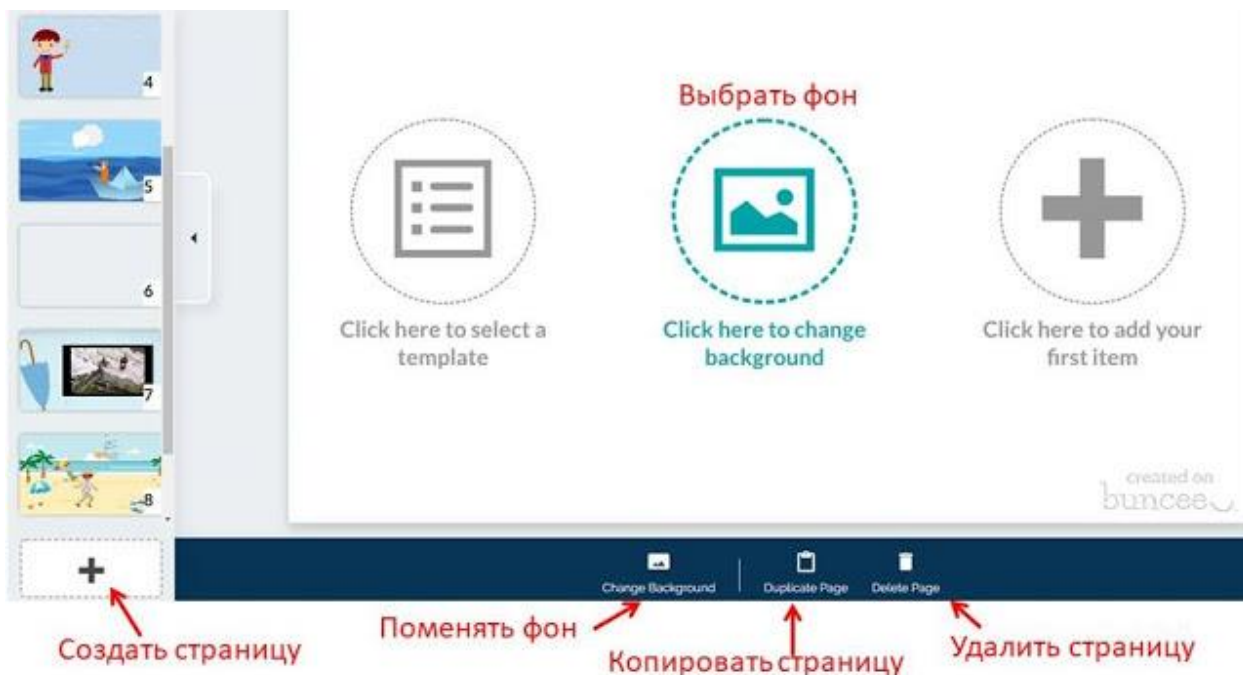 4
5
6
7
8
Выбрать фон
Click here to select a
template
Click here to change
background
Click here to add your
first item
created on
buncee
Change Background
Duplicate Page
Delete Page
Создать страницу
Поменять фон
Копировать страницу
Удалить страницу